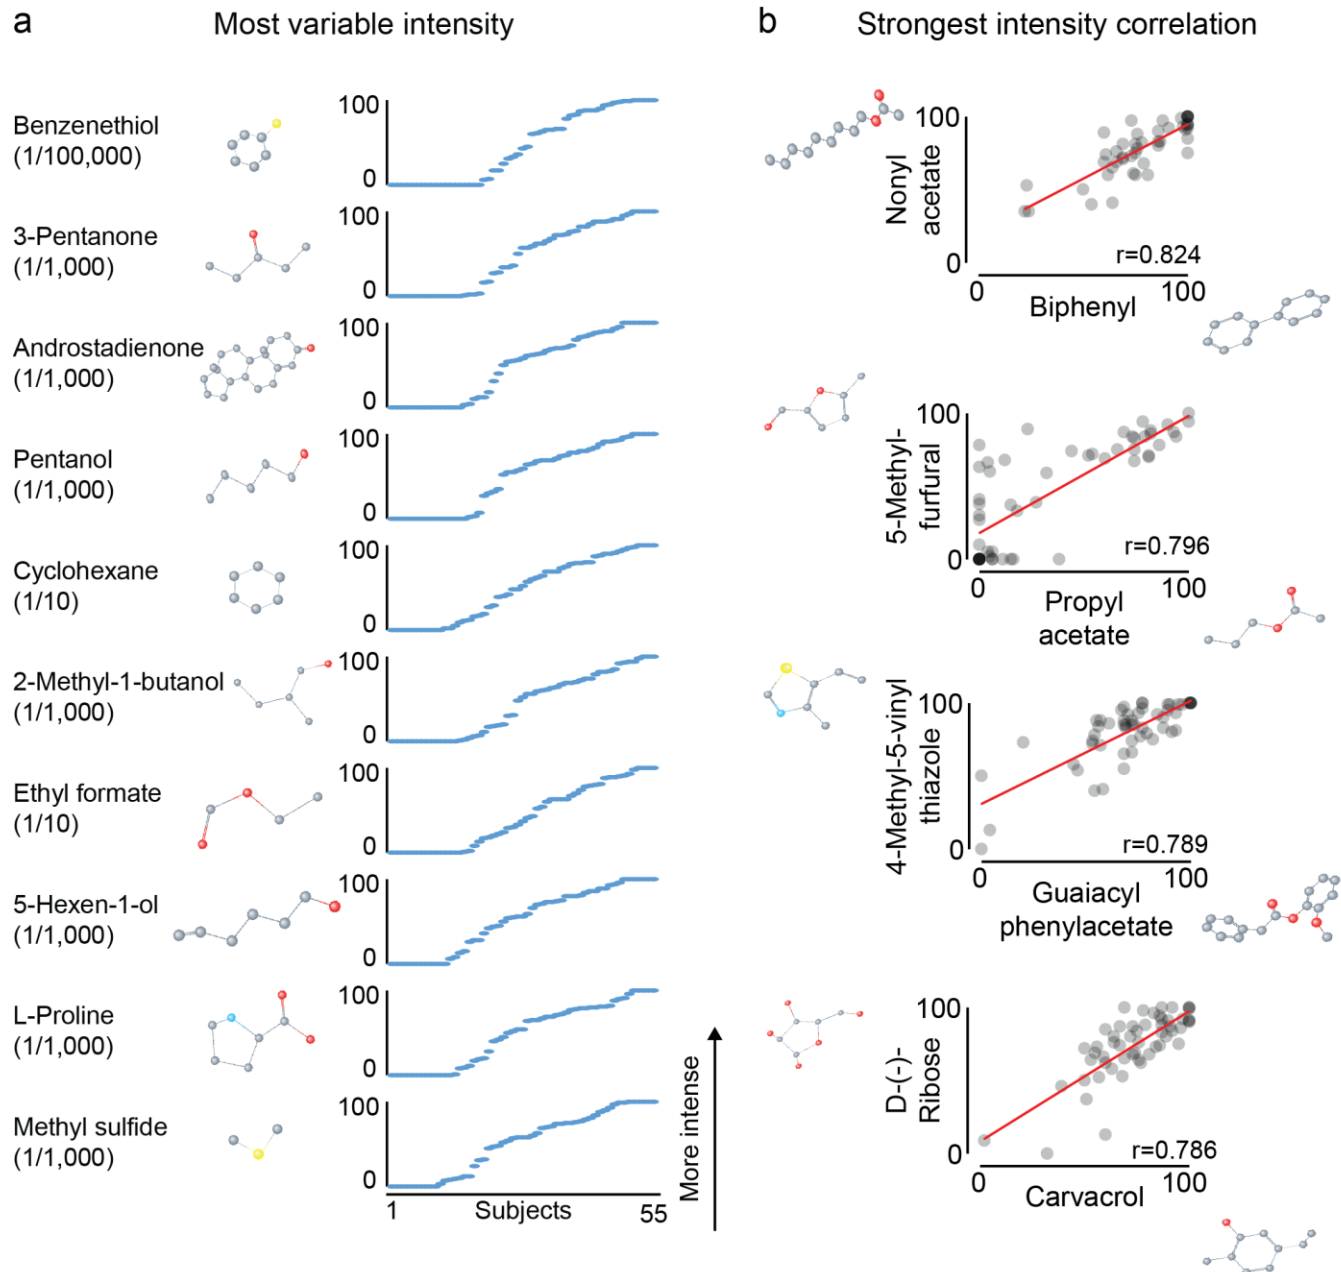 a
Most variable intensity
Benzenethiol
(1/100,000)
100
0
3-Pentanone
(1/1,000)
100
0
Androstadienone
(1/1,000)
100
0
Pentanol
(1/1,000)
100
0
Cyclohexane
(1/10)
100
0
2-Methyl-1-butanol
(1/1,000)
100
0
Ethyl formate
(1/10)
100
0
5-Hexen-1-ol
(1/1,000)
100
0
L-Proline
(1/1,000)
100
0
Methyl sulfide
(1/1,000)
100
0
1
Subjects
55
More intense
b
Strongest intensity correlation
Nonyl
acetate
100
0
r=0.824
0
100
Biphenyl
5-Methyl-
furfural
100
0
r=0.796
0
100
Propyl
acetate
4-Methyl-5-vinyl
thiazole
100
0
r=0.789
0
100
Guaiacyl
phenylacetate
D-(-)-
Ribose
100
0
r=0.786
0
100
Carvacrol